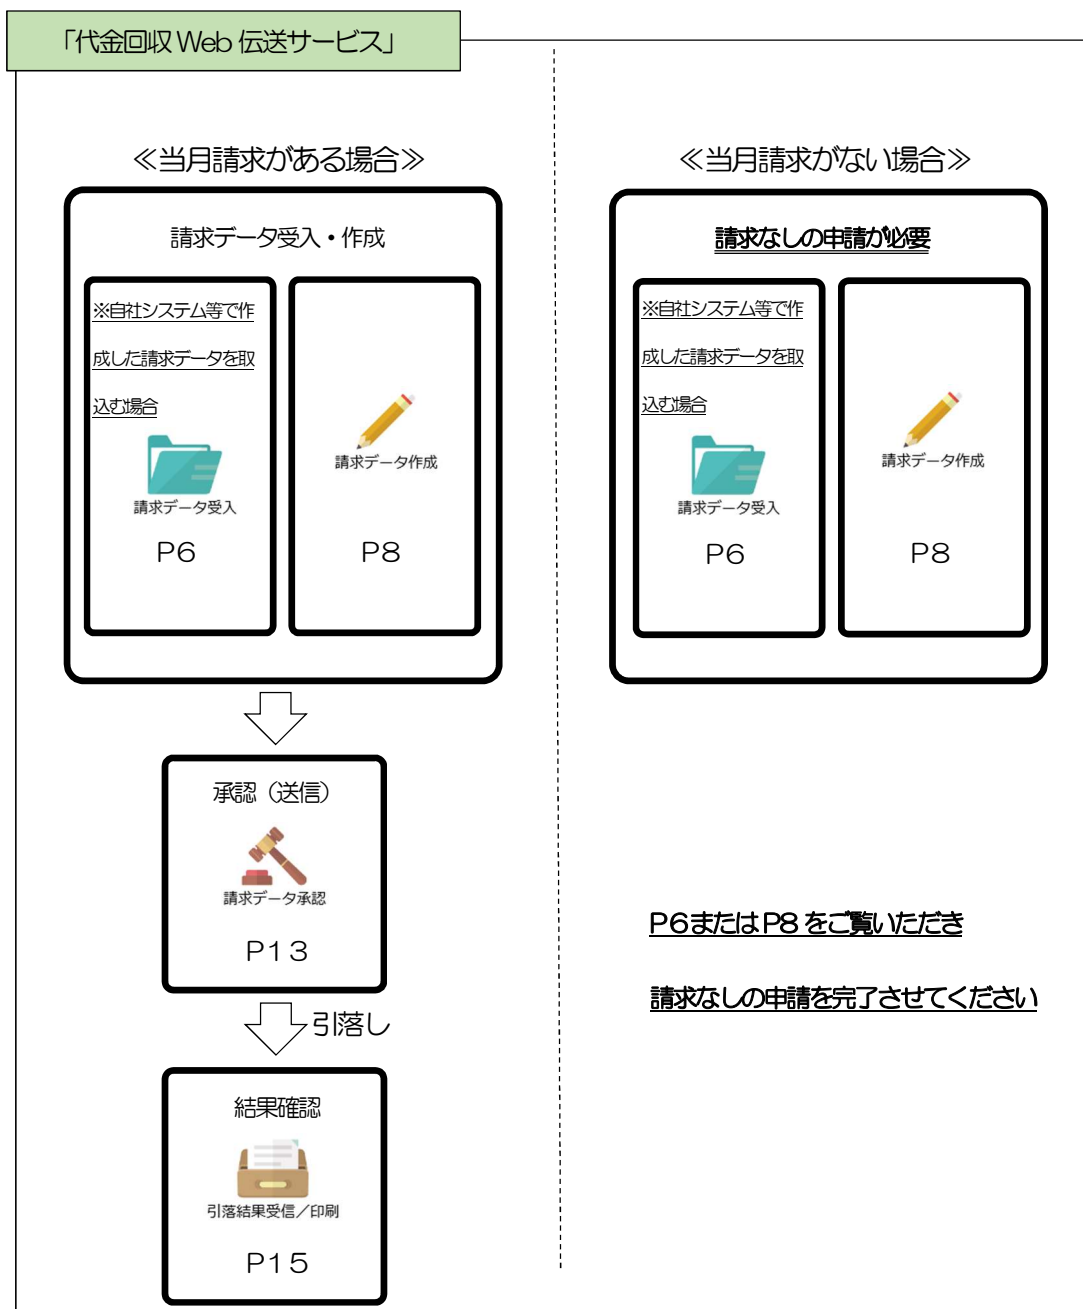 「代金回収 Web 伝送サービス」
≪当月請求がある場合≫
請求データ受入・作成
※自社システム等で作
成した請求データを取
込む場合
請求データ受入
P6
請求データ作成
P8
承認（送信）
請求データ承認
P13
引落し
結果確認
引落結果受信／印刷
P15
≪当月請求がない場合≫
請求なしの申請が必要
※自社システム等で作
成した請求データを取
込む場合
請求データ受入
P6
請求データ作成
P8
P6またはP8 をご覧いただき
請求なしの申請を完了させてください